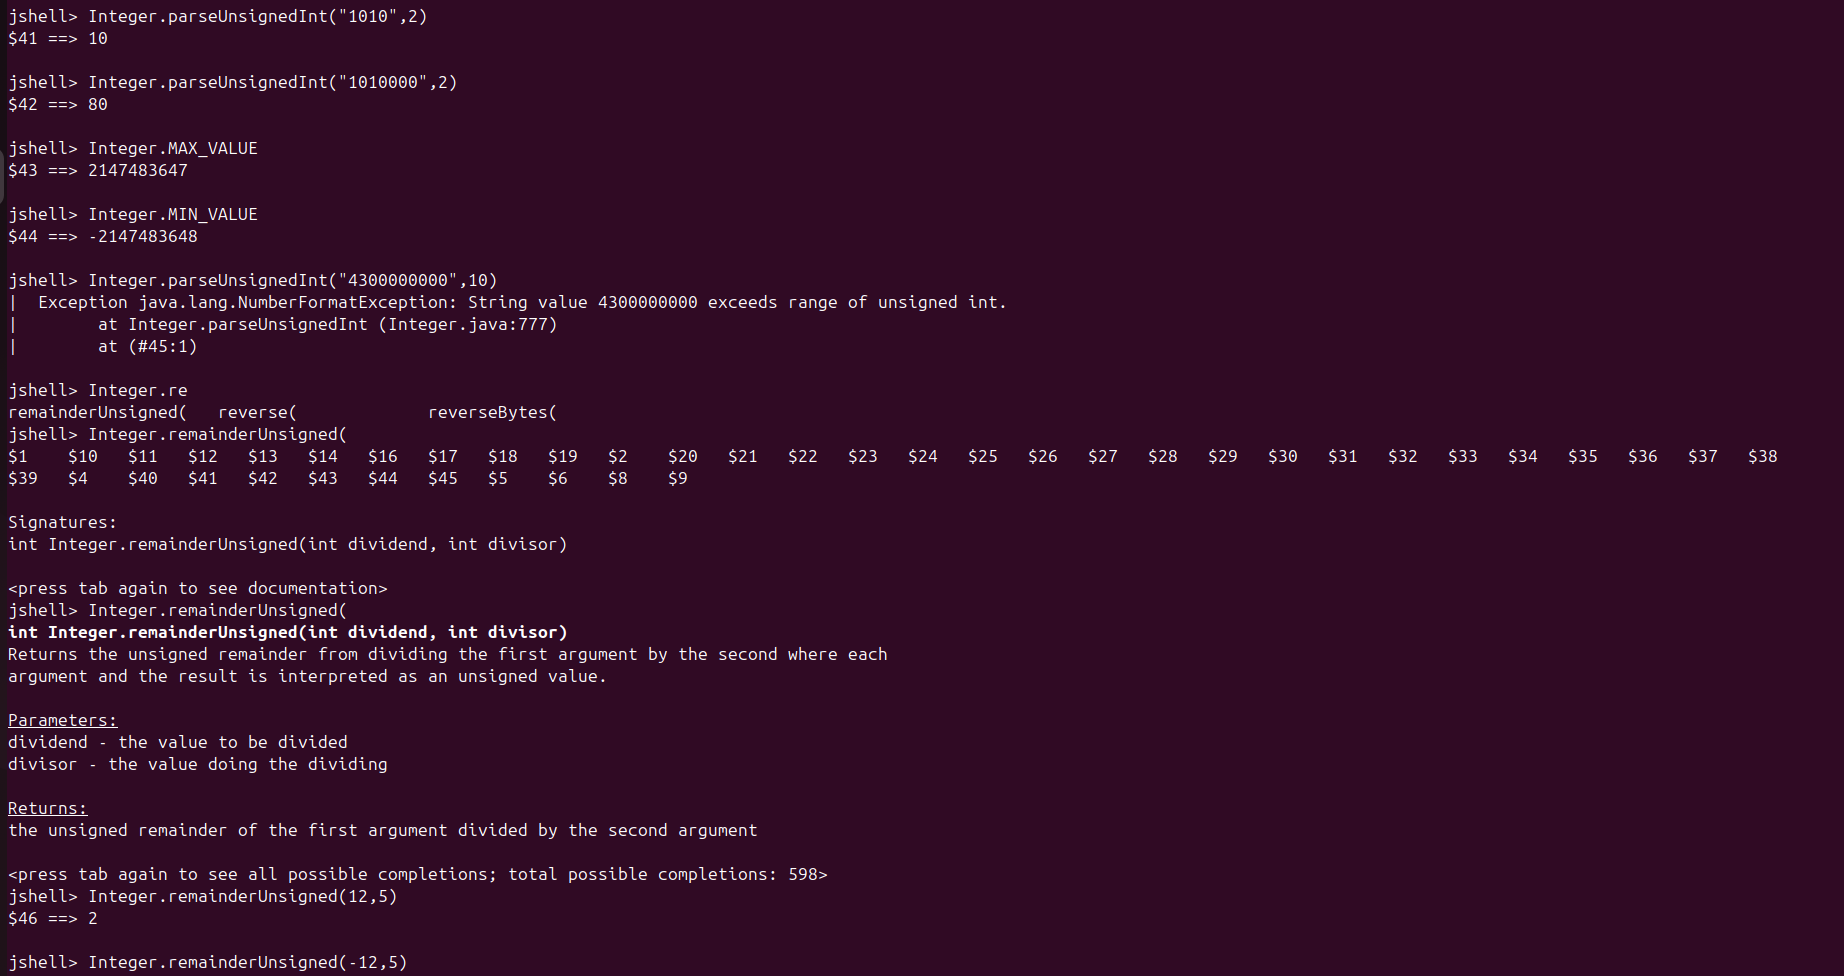 jshell> Integer.parseUnsignedInt("1010",2)
$41 ==> 10
jshell> Integer.parseUnsignedInt("1010000",2)
$42 ==> 80
jshell> Integer.MAX_VALUE
$43 ==> 2147483647
jshell> Integer.MIN_VALUE
$44 ==> -2147483648
jshell> Integer.parseUnsignedInt("4300000000",10)
|  Exception java.lang.NumberFormatException: String value 4300000000 exceeds range of unsigned int.
|        at Integer.parseUnsignedInt (Integer.java:777)
|        at (#45:1)
jshell> Integer.re
remainderUnsigned(   reverse(             reverseBytes(
jshell> Integer.remainderUnsigned(
$1    $10   $11   $12   $13   $14   $16   $17   $18   $19   $2    $20   $21   $22   $23   $24   $25   $26   $27   $28   $29   $30   $31   $32   $33   $34   $35   $36   $37   $38
$39   $4    $40   $41   $42   $43   $44   $45   $5    $6    $8    $9
Signatures:
int Integer.remainderUnsigned(int dividend, int divisor)
<press tab again to see documentation>
jshell> Integer.remainderUnsigned(
int Integer.remainderUnsigned(int dividend, int divisor)
Returns the unsigned remainder from dividing the first argument by the second where each
argument and the result is interpreted as an unsigned value.
Parameters:
dividend - the value to be divided
divisor - the value doing the dividing
Returns:
the unsigned remainder of the first argument divided by the second argument
<press tab again to see all possible completions; total possible completions: 598>
jshell> Integer.remainderUnsigned(12,5)
$46 ==> 2
jshell> Integer.remainderUnsigned(-12,5)